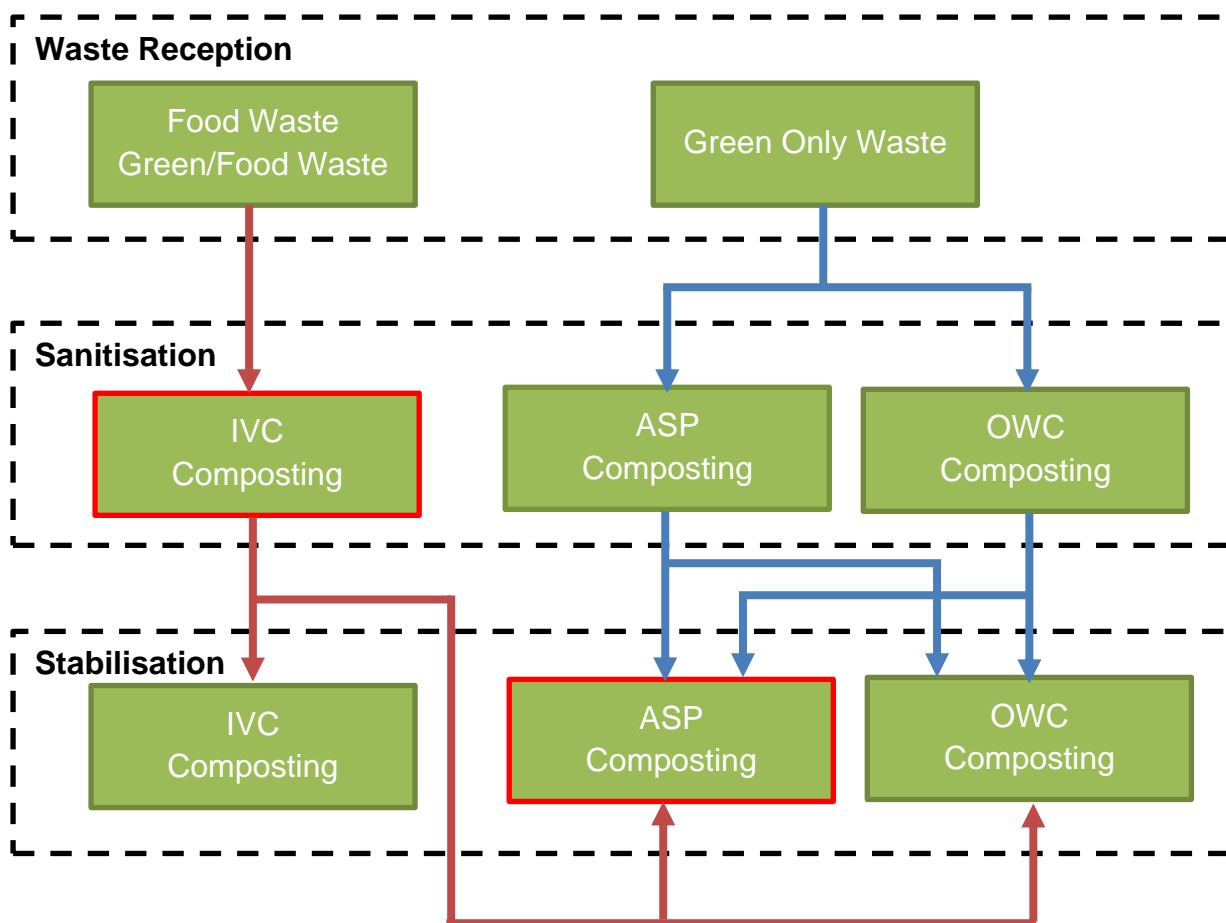 Waste Reception
Food Waste
Green/Food Waste
Green Only Waste
Sanitisation
IVC
Composting
ASP
Composting
OWC
Composting
Stabilisation
IVC
Composting
ASP
Composting
OWC
Composting